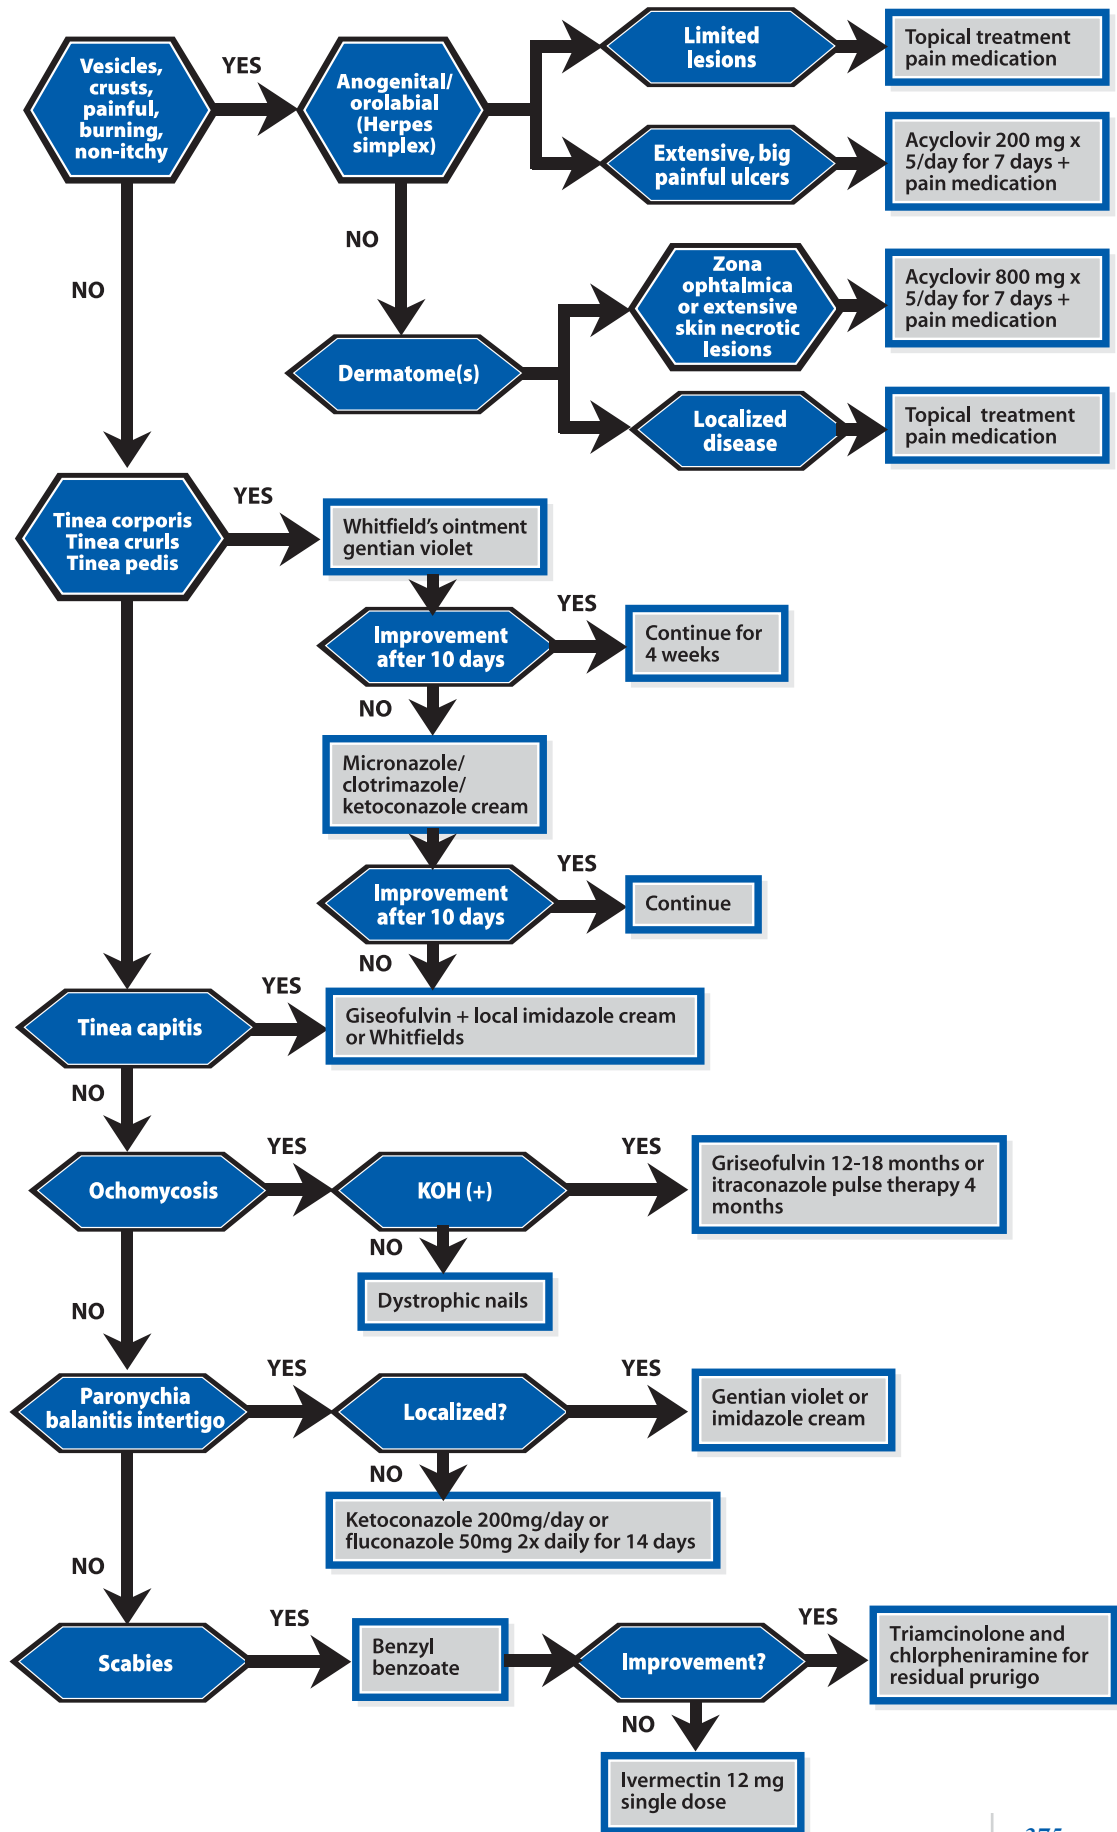 Vesicles,
crusts,
painful,
burning,
non-itchy
YES
Anogenital/
orolabial
(Herpes
simplex)
Limited
lesions
Topical treatment
pain medication
Extensive, big
painful ulcers
Acyclovir 200 mg x
5/day for 7 days +
pain medication
NO
NO
Zona
ophtalmica
or extensive
skin necrotic
lesions
Acyclovir 800 mg x
5/day for 7 days +
pain medication
Dermatome(s)
Localized
disease
Topical treatment
pain medication
Tinea corporis
Tinea crurls
Tinea pedis
YES
Whitfield's ointment
gentian violet
Improvement
after 10 days
YES
Continue for
4 weeks
NO
Micronazole/
clotrimazole/
ketoconazole cream
Improvement
after 10 days
YES
Continue
NO
Tinea capitis
YES
Giseofulvin + local imidazole cream
or Whitfields
NO
Ochomycosis
YES
KOH (+)
YES
Griseofulvin 12-18 months or
itraconazole pulse therapy 4
months
NO
Dystrophic nails
NO
Paronychia
balanitis intertigo
YES
Localized?
YES
Gentian violet or
imidazole cream
NO
Ketoconazole 200mg/day or
fluconazole 50mg 2x daily for 14 days
NO
Scabies
YES
Benzyl
benzoate
Improvement?
YES
Triamcinolone and
chlorpheniramine for
residual prurigo
NO
Ivermectin 12 mg
single dose